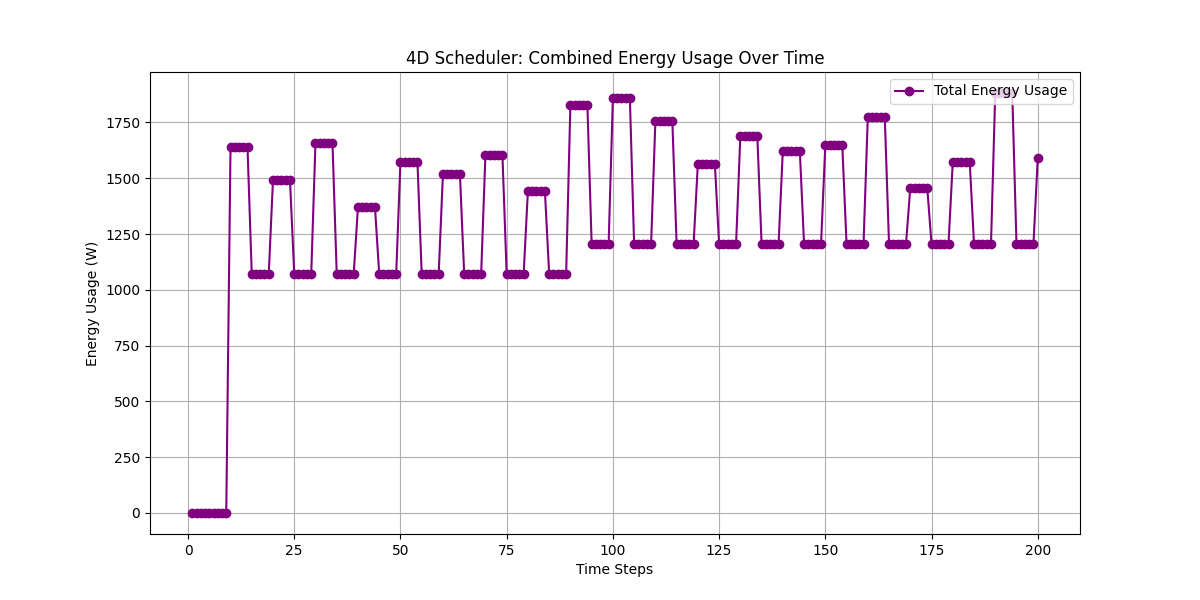 4D Scheduler: Combined Energy Usage Over Time
Total Energy Usage
Energy Usage (W)
1750
1500
1250
1000
750
500
250
0
0 25 50 75 100 125 150 175 200
Time Steps